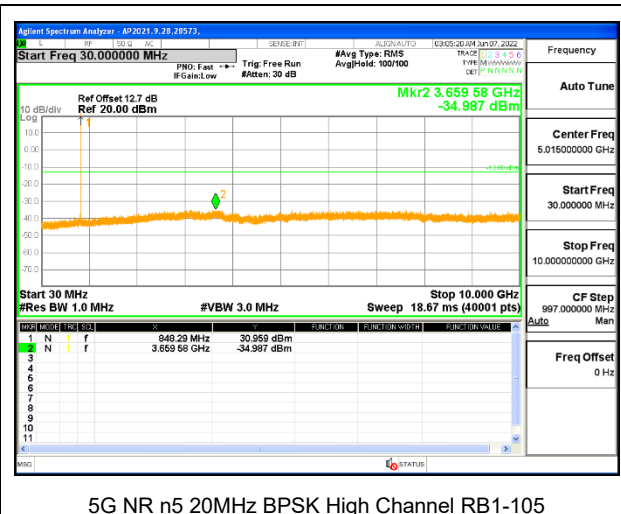 Agilent Spectrum Analyzer - AP2021.9.28,28573,
L RF 50 Ω AC SENSE:INT ALIGNAUTO 03:05:20 AM Jun 07, 2022
Start Freq 30.000000 MHz
PNO: Fast
IFGain:Low
Trig: Free Run
#Atten: 30 dB
#Avg Type: RMS
Avg|Hold: 100/100
TRACE 1 2 3 4 5 6
TYPE M
DET P N N N N N
Frequency
Auto Tune
Center Freq
5.015000000 GHz
Start Freq
30.000000 MHz
Stop Freq
10.000000000 GHz
CF Step
997.000000 MHz
Auto Man
Freq Offset
0 Hz
Mkr2 3.659 58 GHz
-34.987 dBm
Ref Offset 12.7 dB
10 dB/div Ref 20.00 dBm
Log
10.0
0.00
-10.0
-20.0
-30.0
-40.0
-50.0
-60.0
-70.0
1
2
-13.00 dBm
Start 30 MHz Stop 10.000 GHz
#Res BW 1.0 MHz #VBW 3.0 MHz Sweep 18.67 ms (40001 pts)
MKR MODE TRC SCL X Y FUNCTION FUNCTION WIDTH FUNCTION VALUE
1 N 1 f 848.29 MHz 30.959 dBm
2 N 1 f 3.659 58 GHz -34.987 dBm
3
4
5
6
7
8
9
10
11
MSG STATUS
5G NR n5 20MHz BPSK High Channel RB1-105